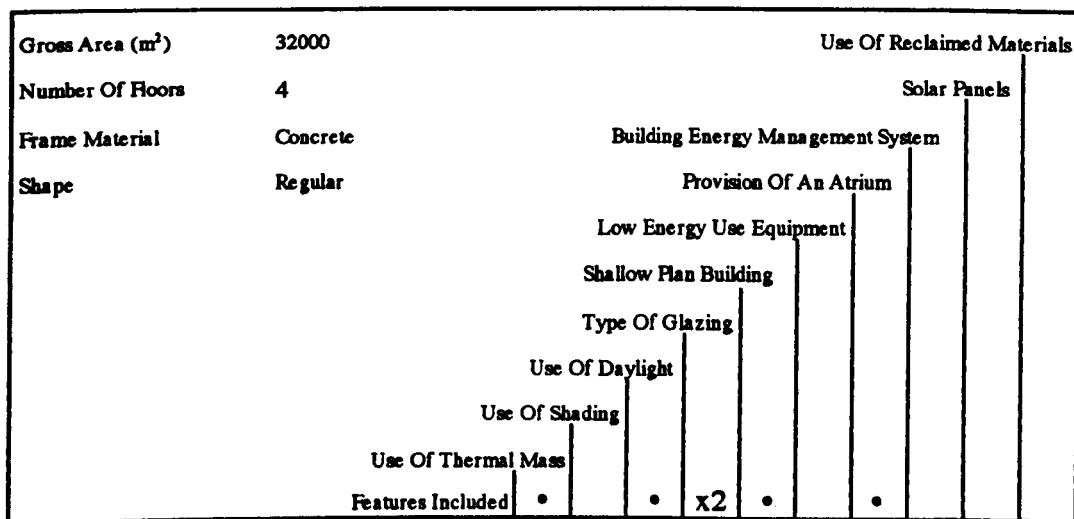 Gross Area (m²) 32000 Use Of Reclaimed Materials
Number Of Floors 4 Solar Panels
Frame Material Concrete Building Energy Management System
Shape Regular Provision Of An Atrium
Low Energy Use Equipment
Shallow Plan Building
Type Of Glazing
Use Of Daylight
Use Of Shading
Use Of Thermal Mass
Features Included • • x2 • •